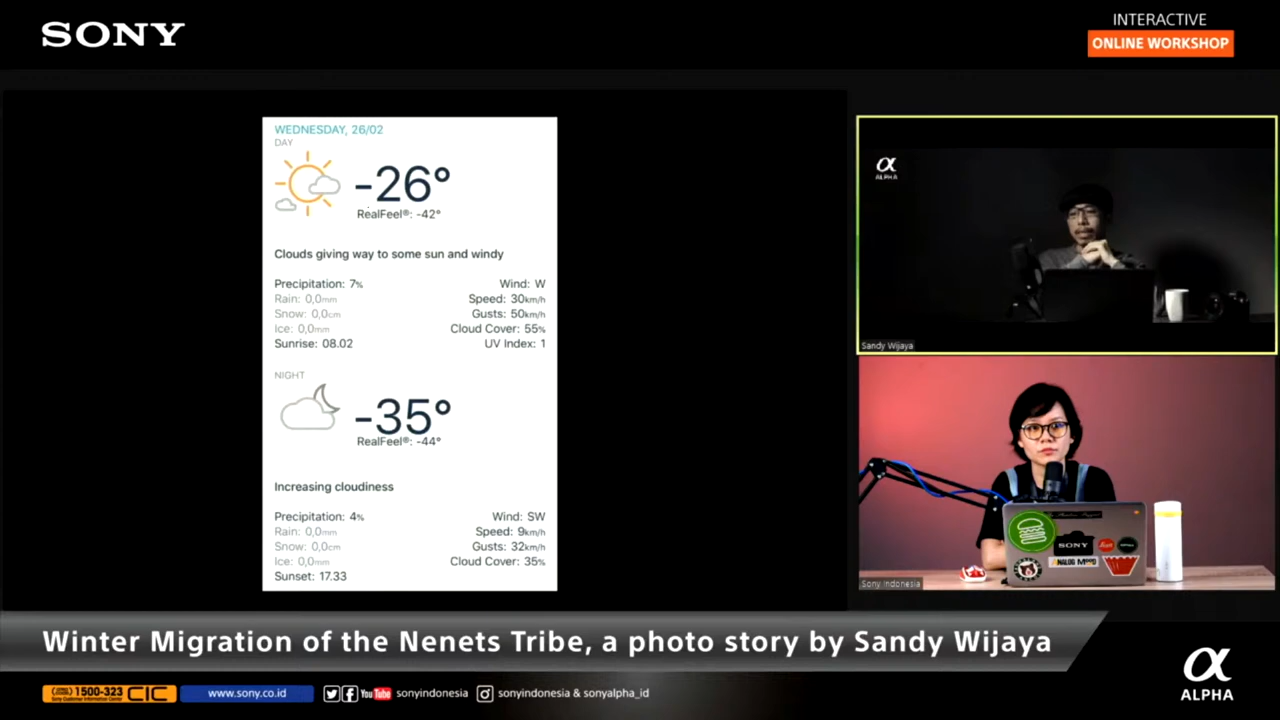 SONY
INTERACTIVE
ONLINE WORKSHOP
WEDNESDAY, 26/02
DAY
-26°
RealFeel®: -42°
Clouds giving way to some sun and windy
Precipitation: 7% Wind: W
Rain: 0,0mm Speed: 30km/h
Snow: 0,0cm Gusts: 50km/h
Ice: 0,0mm Cloud Cover: 55%
Sunrise: 08.02 UV Index: 1
NIGHT
-35°
RealFeel®: -44°
Increasing cloudiness
Precipitation: 4% Wind: SW
Rain: 0,0mm Speed: 9km/h
Snow: 0,0cm Gusts: 32km/h
Ice: 0,0mm Cloud Cover: 35%
Sunset: 17.33
α
ALPHA
Sandy Wijaya
SONY
Sony Indonesia
Winter Migration of the Nenets Tribe, a photo story by Sandy Wijaya
1500-323 CIC
Sony Customer Information Center
www.sony.co.id
YouTube sonyindonesia
sonyindonesia & sonyalpha_id
α
ALPHA